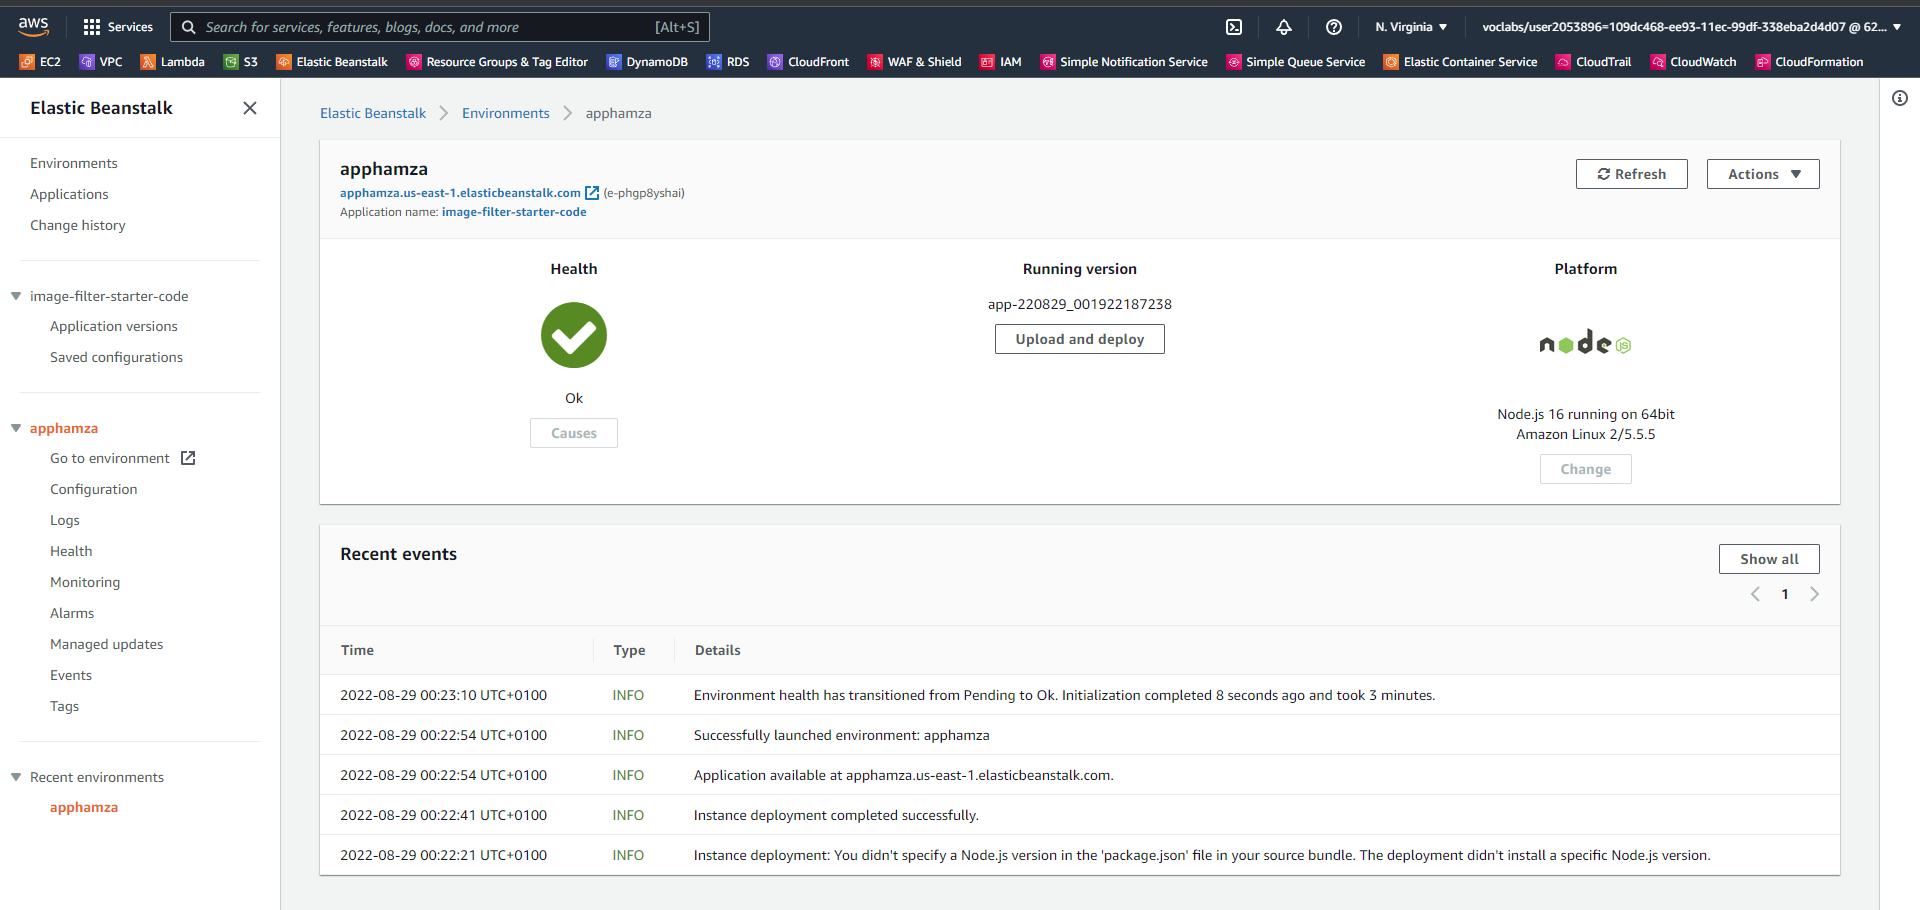 aws
Services
Search for services, features, blogs, docs, and more
[Alt+S]
N. Virginia
voclabs/user2053896=109dc468-ee93-11ec-99df-338eba2d4d07 @ 62...
EC2
VPC
Lambda
S3
Elastic Beanstalk
Resource Groups & Tag Editor
DynamoDB
RDS
CloudFront
WAF & Shield
IAM
Simple Notification Service
Simple Queue Service
Elastic Container Service
CloudTrail
CloudWatch
CloudFormation
Elastic Beanstalk
Environments
Applications
Change history
image-filter-starter-code
Application versions
Saved configurations
apphamza
Go to environment
Configuration
Logs
Health
Monitoring
Alarms
Managed updates
Events
Tags
Recent environments
apphamza
Elastic Beanstalk
Environments
apphamza
apphamza
apphamza.us-east-1.elasticbeanstalk.com (e-phgp8yshai)
Application name: image-filter-starter-code
Refresh
Actions
Health
Ok
Causes
Running version
app-220829_001922187238
Upload and deploy
Platform
node
JS
Node.js 16 running on 64bit
Amazon Linux 2/5.5.5
Change
Recent events
Show all
1
Time Type Details
2022-08-29 00:23:10 UTC+0100 INFO Environment health has transitioned from Pending to Ok. Initialization completed 8 seconds ago and took 3 minutes.
2022-08-29 00:22:54 UTC+0100 INFO Successfully launched environment: apphamza
2022-08-29 00:22:54 UTC+0100 INFO Application available at apphamza.us-east-1.elasticbeanstalk.com.
2022-08-29 00:22:41 UTC+0100 INFO Instance deployment completed successfully.
2022-08-29 00:22:21 UTC+0100 INFO Instance deployment: You didn't specify a Node.js version in the 'package.json' file in your source bundle. The deployment didn't install a specific Node.js version.